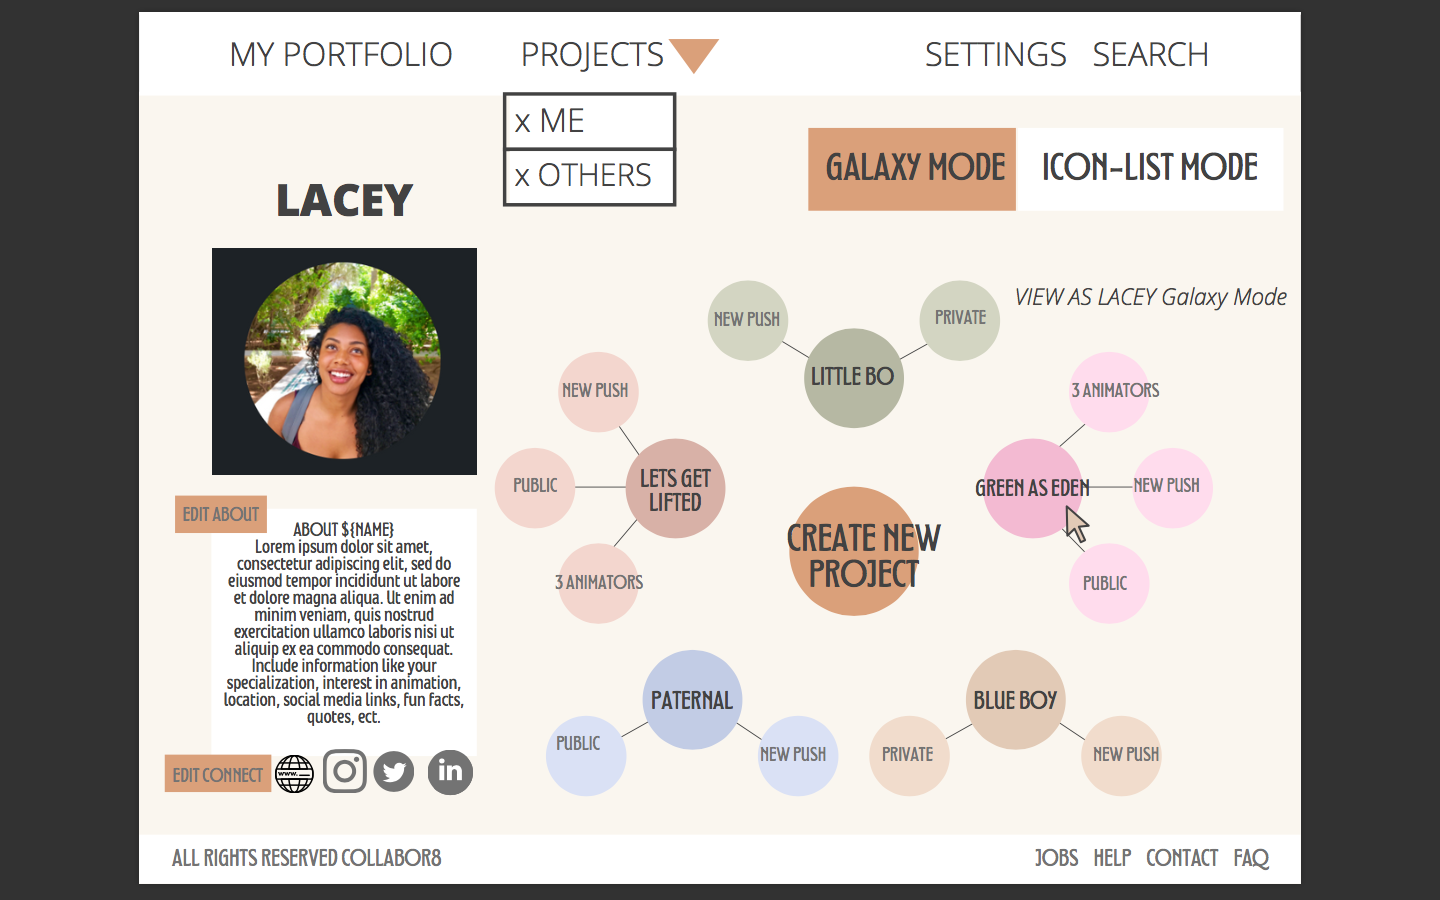 MY PORTFOLIO
PROJECTS
SETTINGS
SEARCH
x ME
x OTHERS
GALAXY MODE
ICON-LIST MODE
LACEY
VIEW AS LACEY Galaxy Mode
NEW PUSH
PRIVATE
LITTLE BO
NEW PUSH
PUBLIC
LETS GET
LIFTED
3 ANIMATORS
3 ANIMATORS
GREEN AS EDEN
NEW PUSH
PUBLIC
CREATE NEW
PROJECT
PATERNAL
PUBLIC
NEW PUSH
BLUE BOY
PRIVATE
NEW PUSH
EDIT ABOUT
ABOUT ${NAME}
Lorem ipsum dolor sit amet,
consectetur adipiscing elit, sed do
eiusmod tempor incididunt ut labore
et dolore magna aliqua. Ut enim ad
minim veniam, quis nostrud
exercitation ullamco laboris nisi ut
aliquip ex ea commodo consequat.
Include information like your
specialization, interest in animation,
location, social media links, fun facts,
quotes, ect.
EDIT CONNECT
www.
in
ALL RIGHTS RESERVED COLLABOR8
JOBS HELP CONTACT FAQ